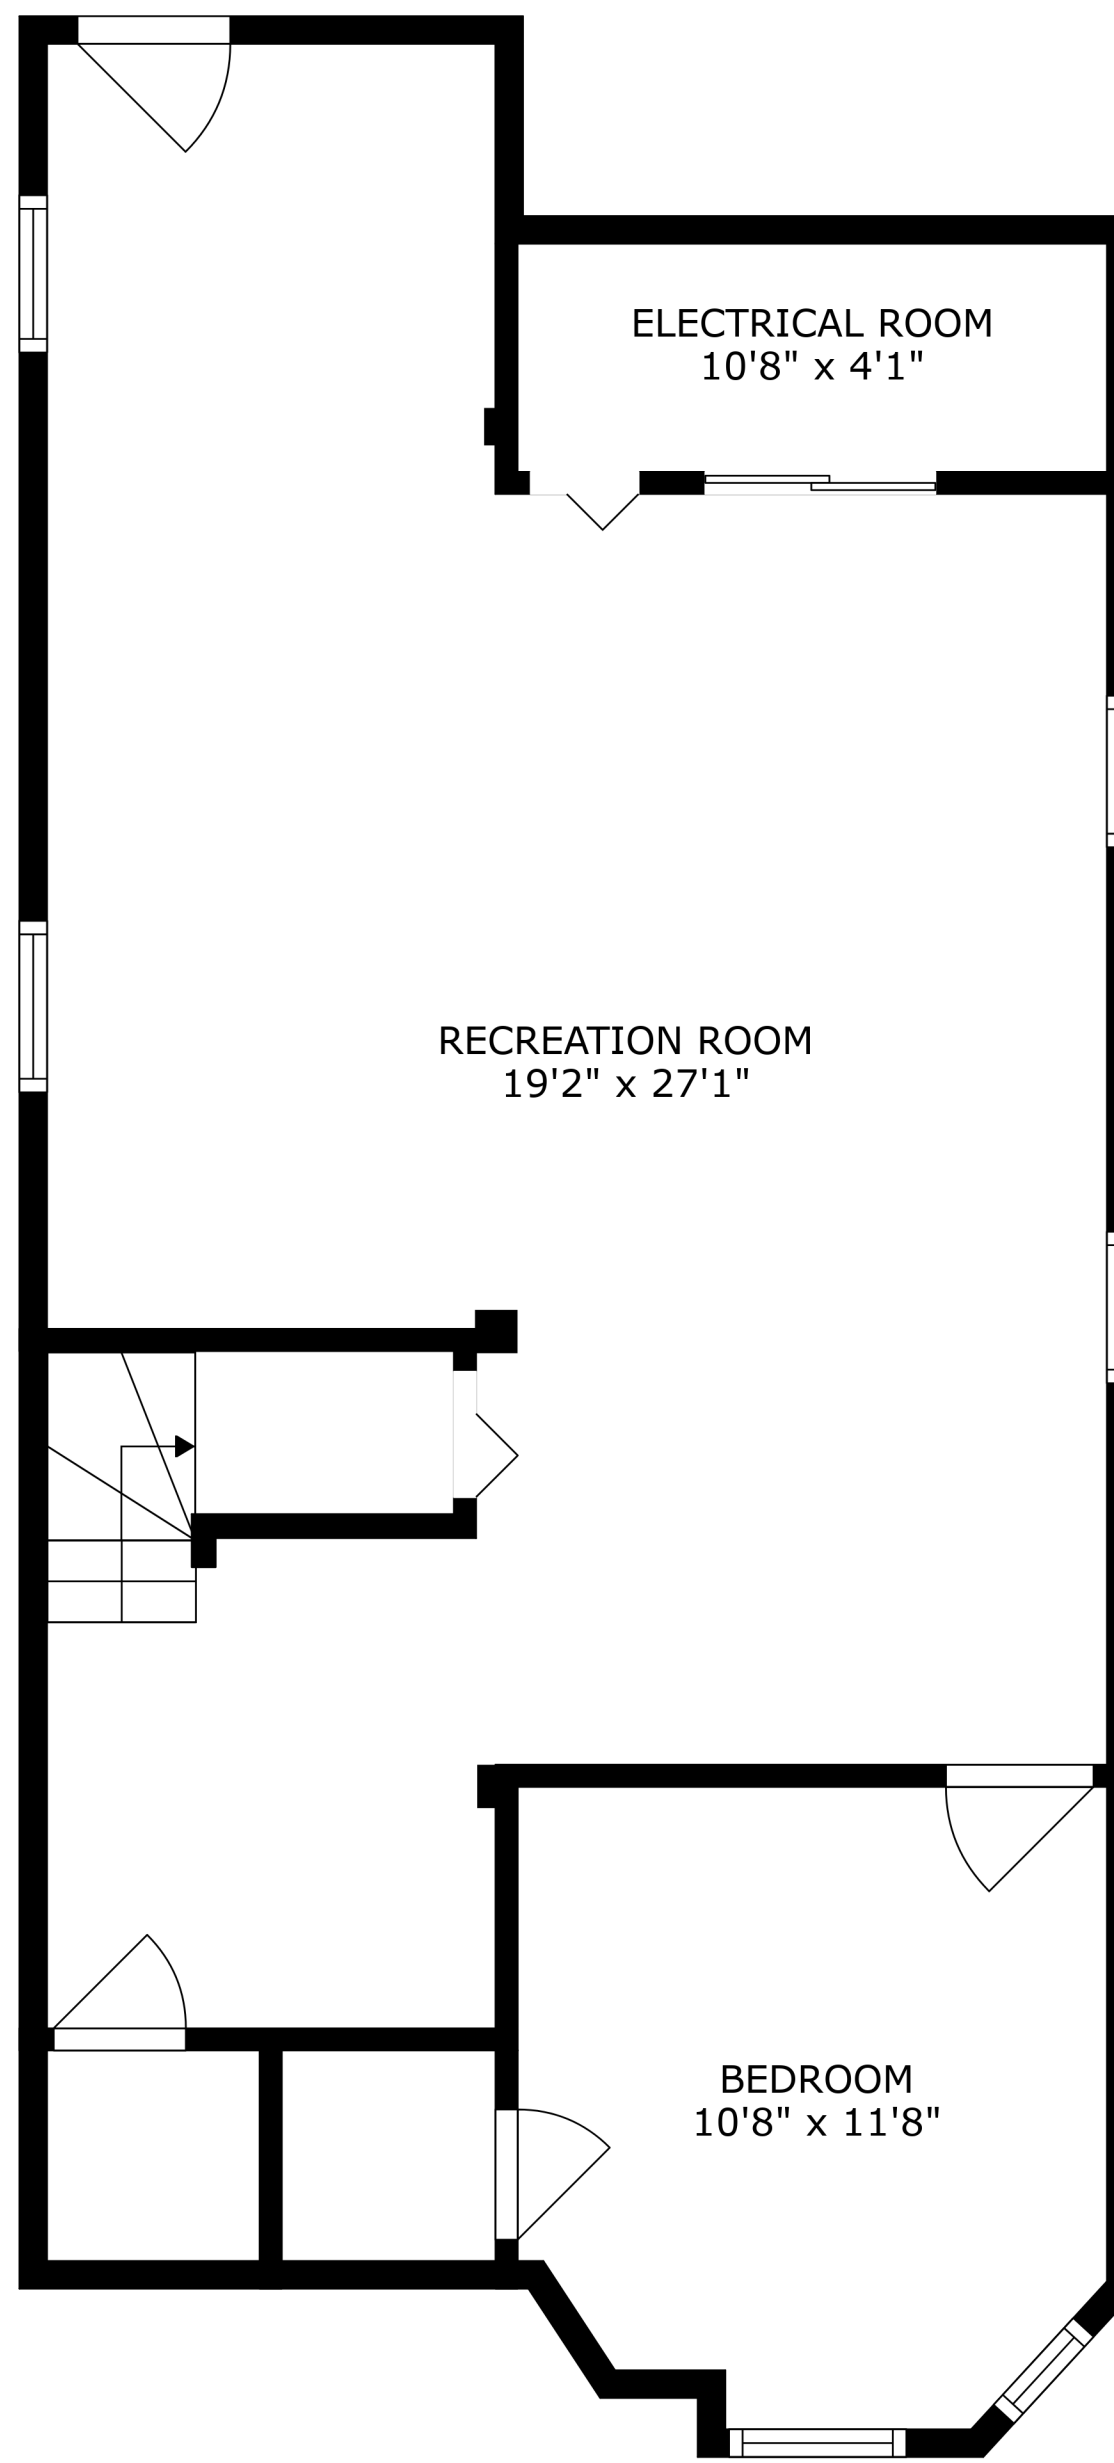 ELECTRICAL ROOM
10'8" x 4'1"
RECREATION ROOM
19'2" x 27'1"
BEDROOM
10'8" x 11'8"